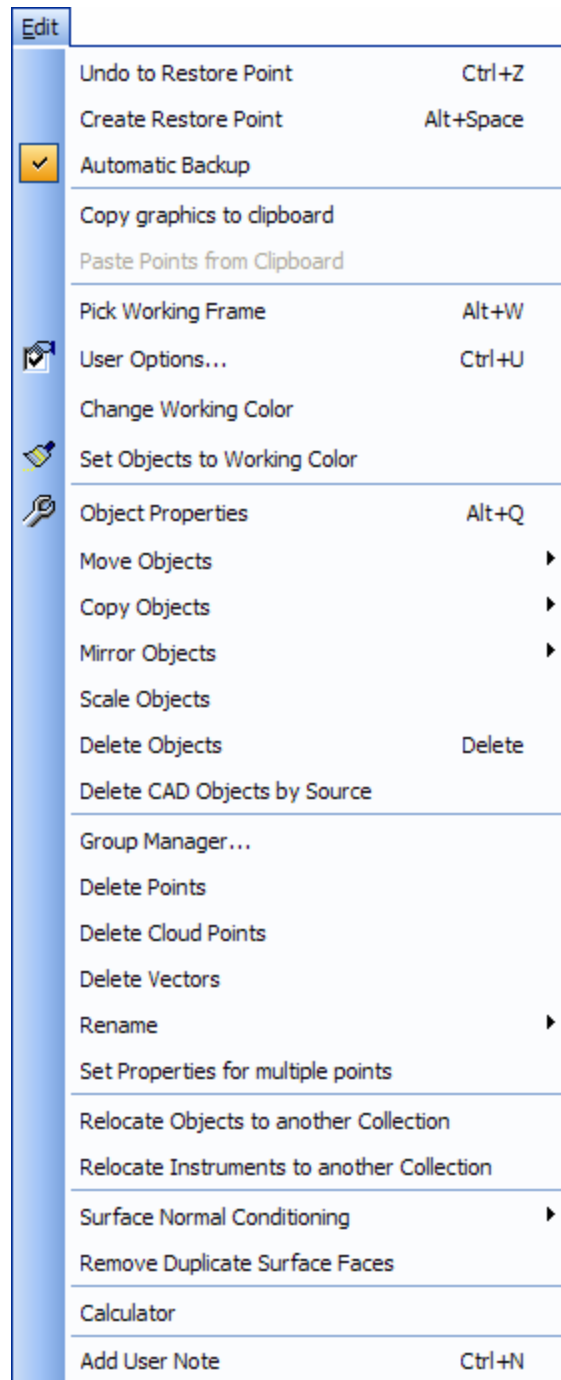 Edit
Undo to Restore Point Ctrl+Z
Create Restore Point Alt+Space
Automatic Backup
Copy graphics to clipboard
Paste Points from Clipboard
Pick Working Frame Alt+W
User Options... Ctrl+U
Change Working Color
Set Objects to Working Color
Object Properties Alt+Q
Move Objects
Copy Objects
Mirror Objects
Scale Objects
Delete Objects Delete
Delete CAD Objects by Source
Group Manager...
Delete Points
Delete Cloud Points
Delete Vectors
Rename
Set Properties for multiple points
Relocate Objects to another Collection
Relocate Instruments to another Collection
Surface Normal Conditioning
Remove Duplicate Surface Faces
Calculator
Add User Note Ctrl+N